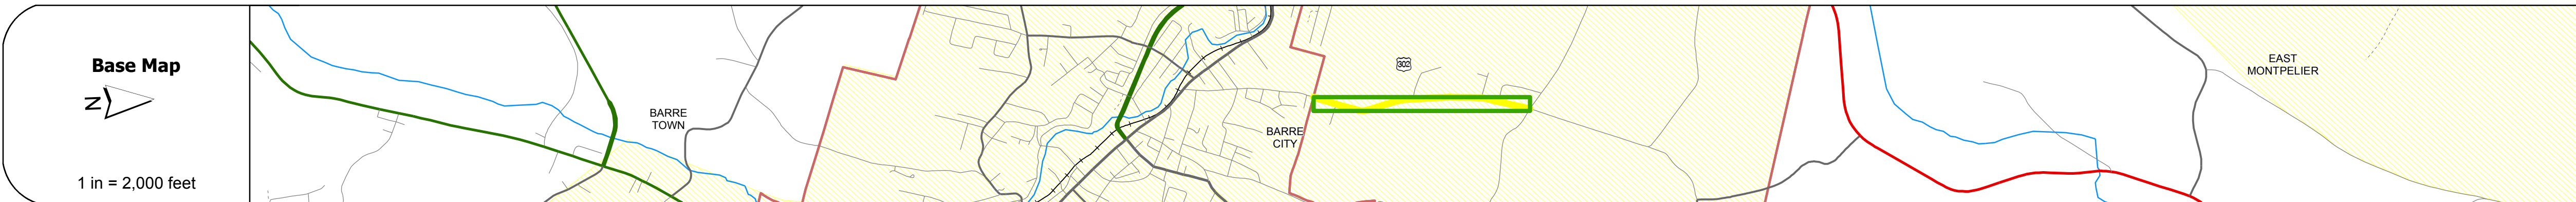 Base Map
N
1 in = 2,000 feet
BARRE
TOWN
BARRE
CITY
302
EAST
MONTPELIER